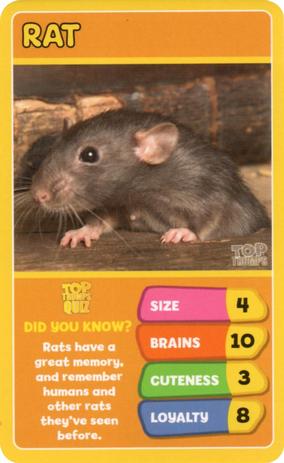 RAT
TOP
TRUMPS
TOP
TRUMPS
QUIZ
DID YOU KNOW?
Rats have a
great memory,
and remember
humans and
other rats
they've seen
before.
SIZE 4
BRAINS 10
CUTENESS 3
LOYALTY 8